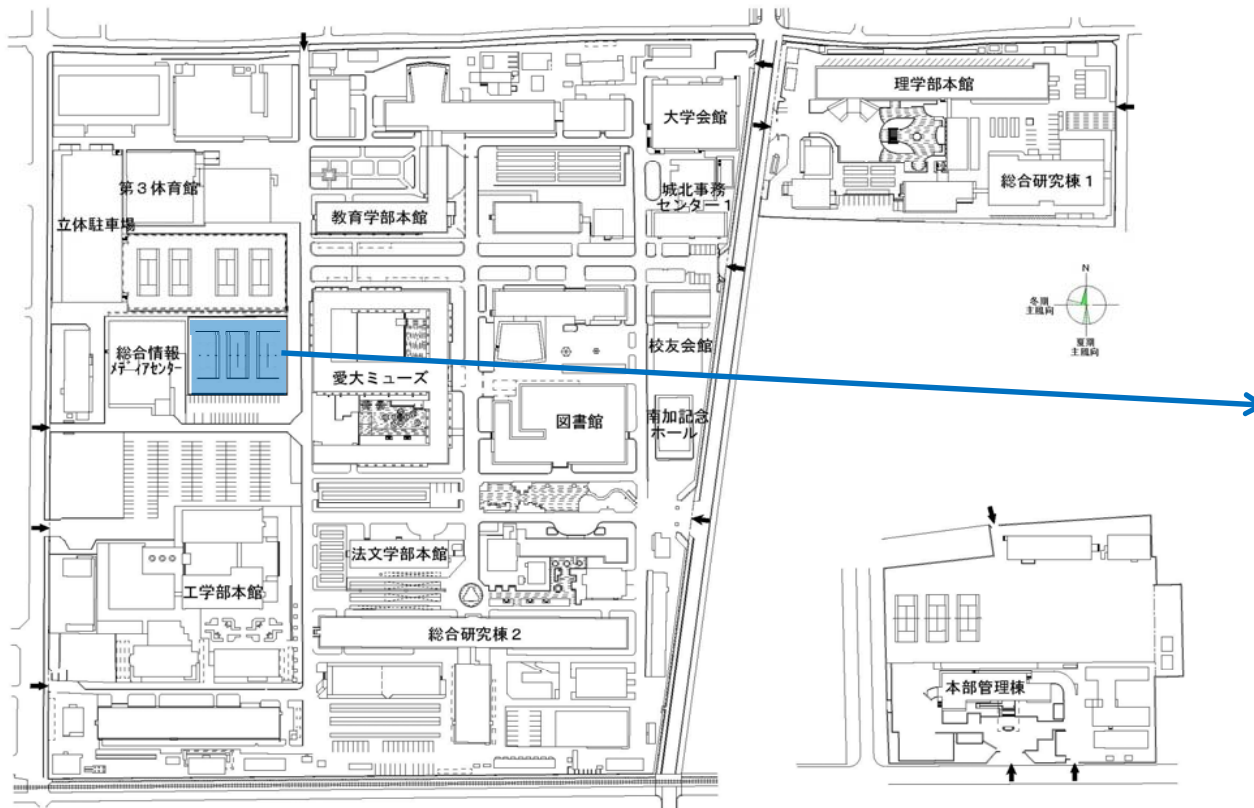 理学部本館
大学会館
第３体育館
総合研究棟１
城北事務
センター１
教育学部本館
立体駐車場
N
冬期
主風向
夏期
主風向
総合情報
ﾒﾃﾞｨｱｾﾝﾀｰ
校友会館
愛大ミューズ
図書館
南加記念
ホール
法文学部本館
工学部本館
総合研究棟２
本部管理棟